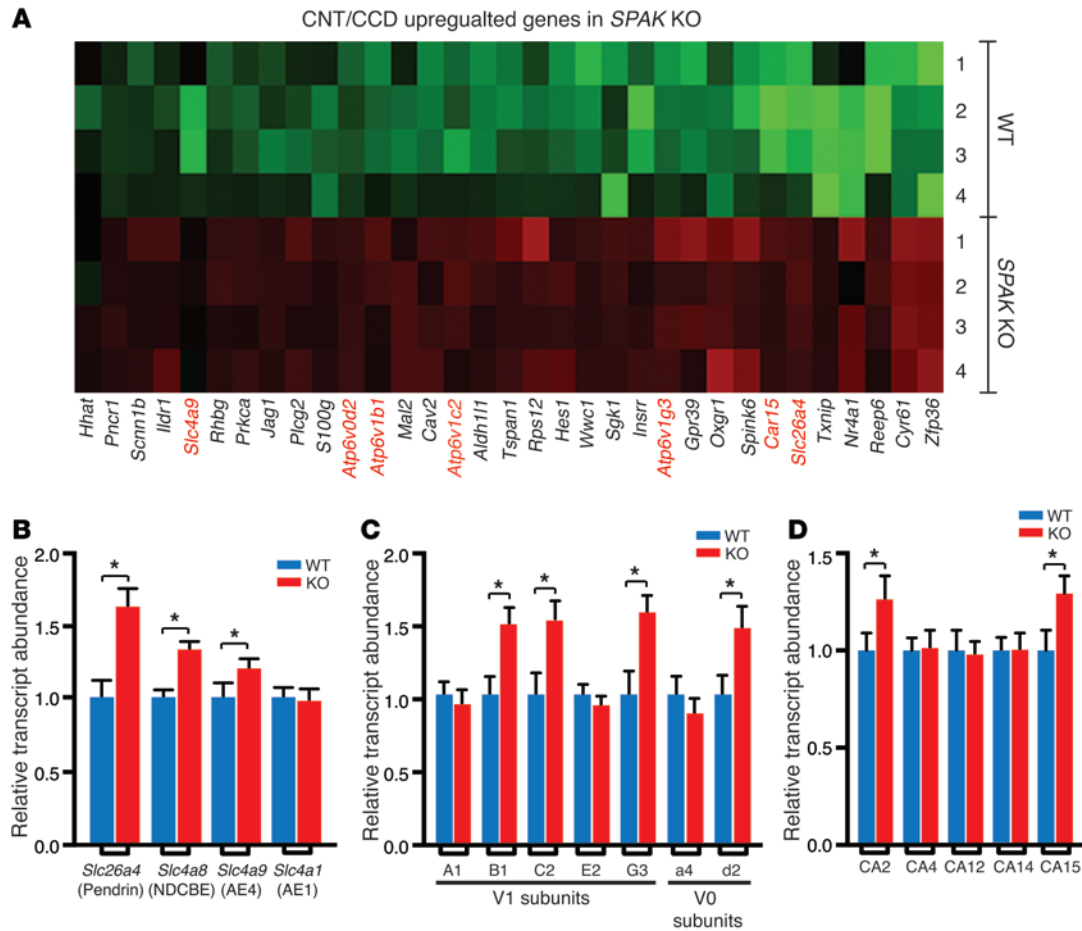 A
CNT/CCD upregualted genes in SPAK KO
1
2
3
4
WT
1
2
3
4
SPAK KO
Hhat
Pncr1
Scnn1b
Ildr1
Slc4a9
Rhbg
Prkca
Jag1
Plcg2
S100g
Atp6v0d2
Atp6v1b1
Mal2
Cav2
Atp6v1c2
Aldh1l1
Tspan1
Rps12
Hes1
Wwc1
Sgk1
Insrr
Atp6v1g3
Gpr39
Oxgr1
Spink6
Car15
Slc26a4
Txnip
Nr4a1
Reep6
Cyr61
Zfp36
B
Relative transcript abundance
2.0
1.5
1.0
0.5
0.0
WT
KO
*
*
*
Slc26a4 Slc4a8 Slc4a9 Slc4a1
(Pendrin) (NDCBE) (AE4) (AE1)
C
Relative transcript abundance
2.0
1.5
1.0
0.5
0.0
WT
KO
*
*
*
*
A1 B1 C2 E2 G3 a4 d2
V1 subunits V0
subunits
D
Relative transcript abundance
1.5
1.0
0.5
0.0
WT
KO
*
*
CA2 CA4 CA12 CA14 CA15